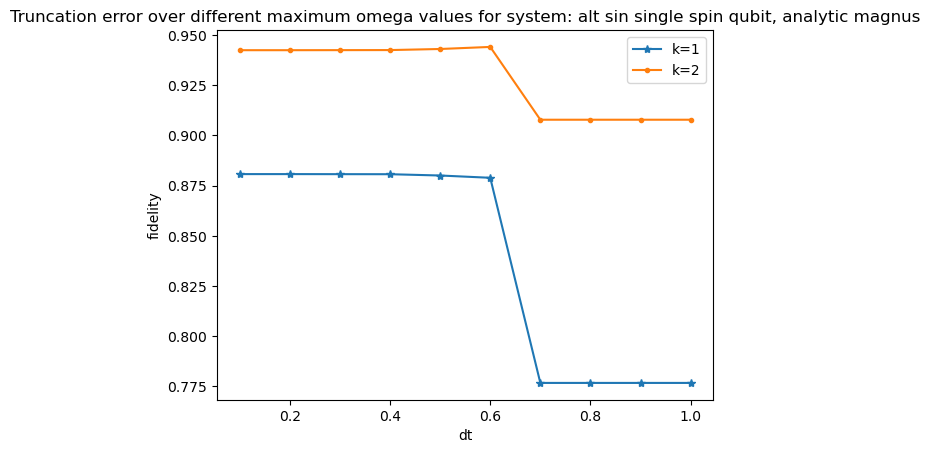 Truncation error over different maximum omega values for system: alt sin single spin qubit, analytic magnus
0.950
0.925
0.900
0.875
0.850
0.825
0.800
0.775
fidelity
k=1
k=2
0.2 0.4 0.6 0.8 1.0
dt